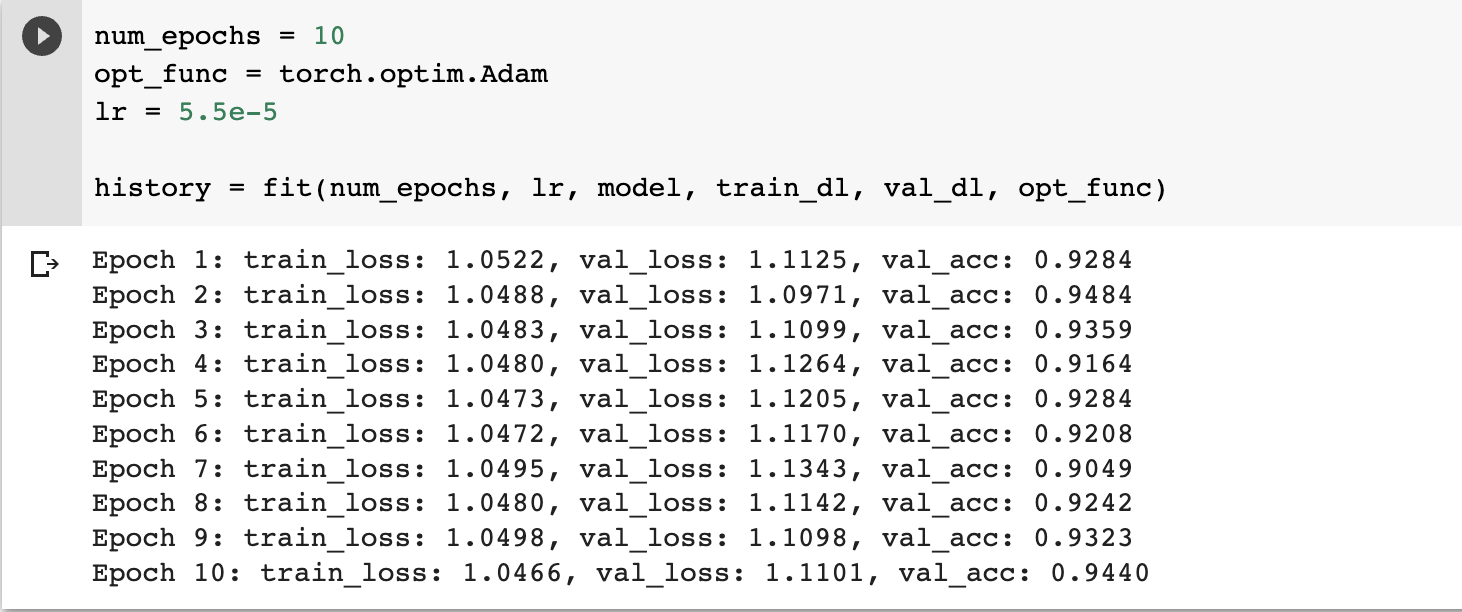 num_epochs = 10
opt_func = torch.optim.Adam
lr = 5.5e-5
history = fit(num_epochs, lr, model, train_dl, val_dl, opt_func)
Epoch 1: train_loss: 1.0522, val_loss: 1.1125, val_acc: 0.9284
Epoch 2: train_loss: 1.0488, val_loss: 1.0971, val_acc: 0.9484
Epoch 3: train_loss: 1.0483, val_loss: 1.1099, val_acc: 0.9359
Epoch 4: train_loss: 1.0480, val_loss: 1.1264, val_acc: 0.9164
Epoch 5: train_loss: 1.0473, val_loss: 1.1205, val_acc: 0.9284
Epoch 6: train_loss: 1.0472, val_loss: 1.1170, val_acc: 0.9208
Epoch 7: train_loss: 1.0495, val_loss: 1.1343, val_acc: 0.9049
Epoch 8: train_loss: 1.0480, val_loss: 1.1142, val_acc: 0.9242
Epoch 9: train_loss: 1.0498, val_loss: 1.1098, val_acc: 0.9323
Epoch 10: train_loss: 1.0466, val_loss: 1.1101, val_acc: 0.9440